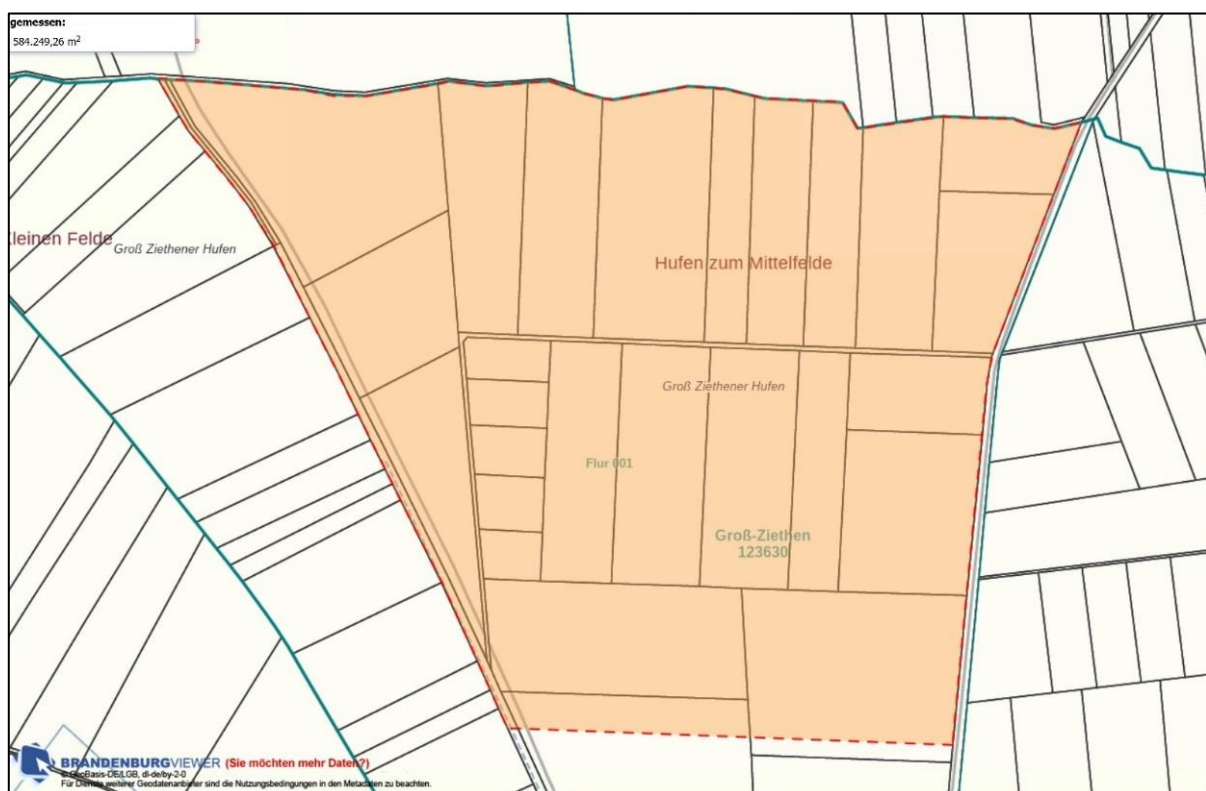 gemessen:
584.249,26 m²
Kleinen Felde
Groß Ziethener Hufen
Hufen zum Mittelfelde
Groß Ziethener Hufen
Flur 001
Groß-Ziethen
123630
BRANDENBURGVIEWER (Sie möchten mehr Daten?)
© GeoBasis-DE/LGB, dl-de/by-2-0
Für Dienste weiterer Geodatenanbieter sind die Nutzungsbedingungen in den Metadaten zu beachten.